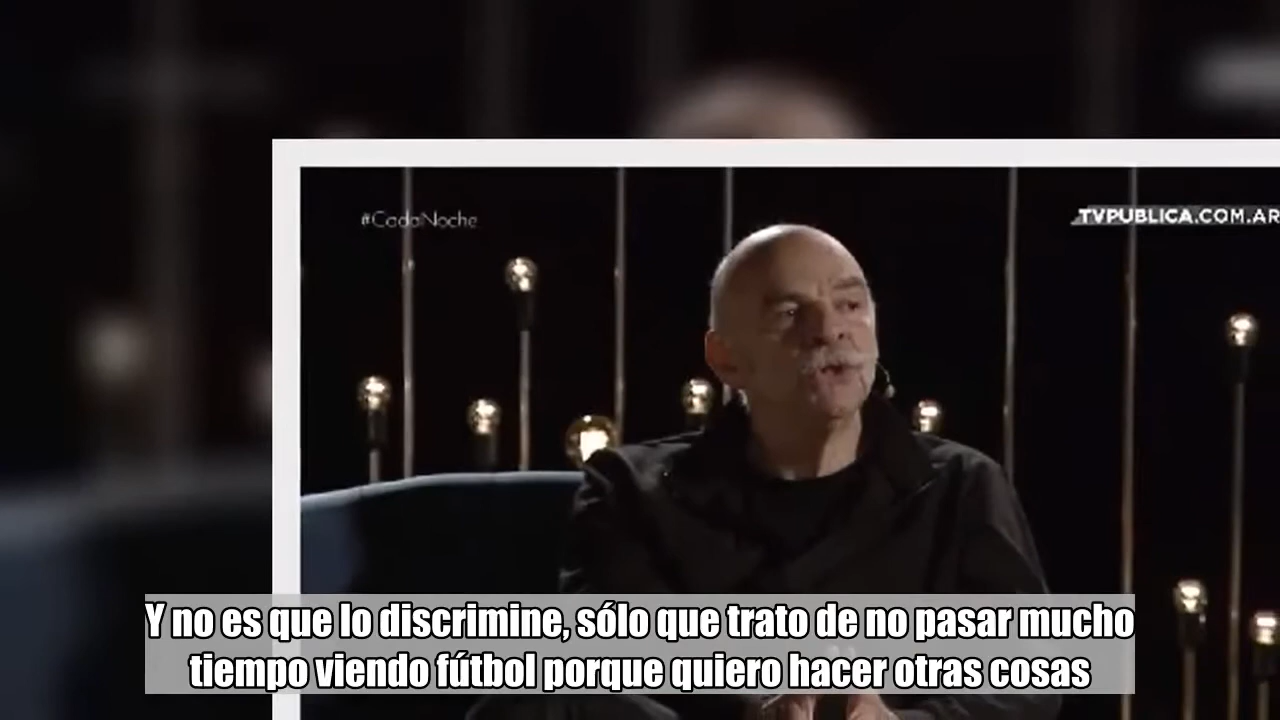 #CadaNoche
TVPUBLICA.COM.AR
Y no es que lo discrimine, sólo que trato de no pasar mucho
tiempo viendo fútbol porque quiero hacer otras cosas